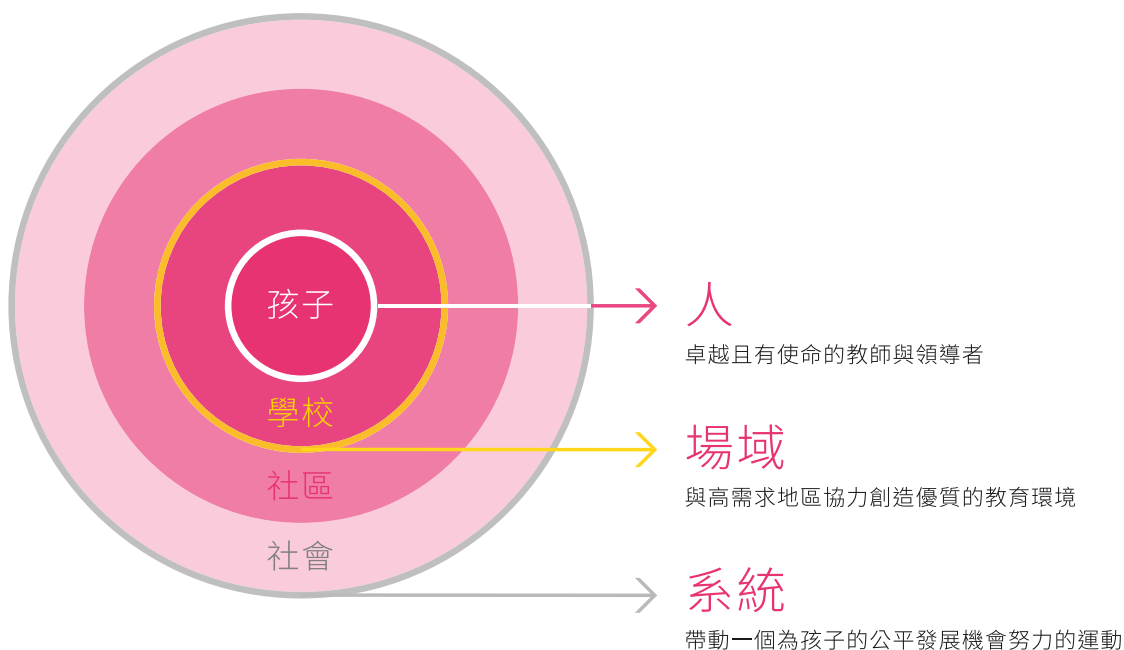 孩子
學校
社區
社會
人
卓越且有使命的教師與領導者
場域
與高需求地區協力創造優質的教育環境
系統
帶動一個為孩子的公平發展機會努力的運動